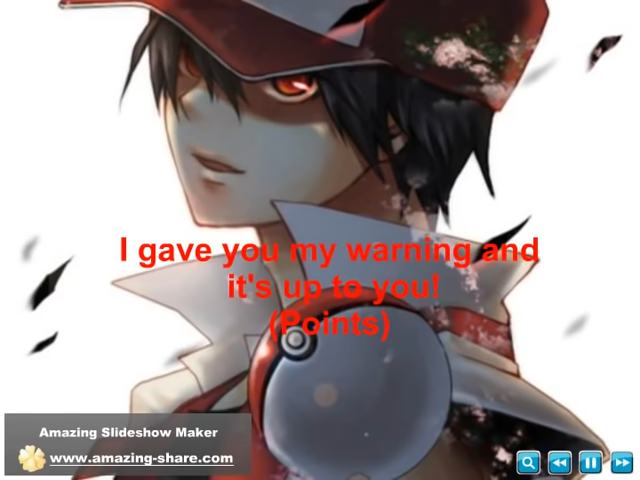 I gave you my warning and
it's up to you!
(Points)
Amazing Slideshow Maker
www.amazing-share.com